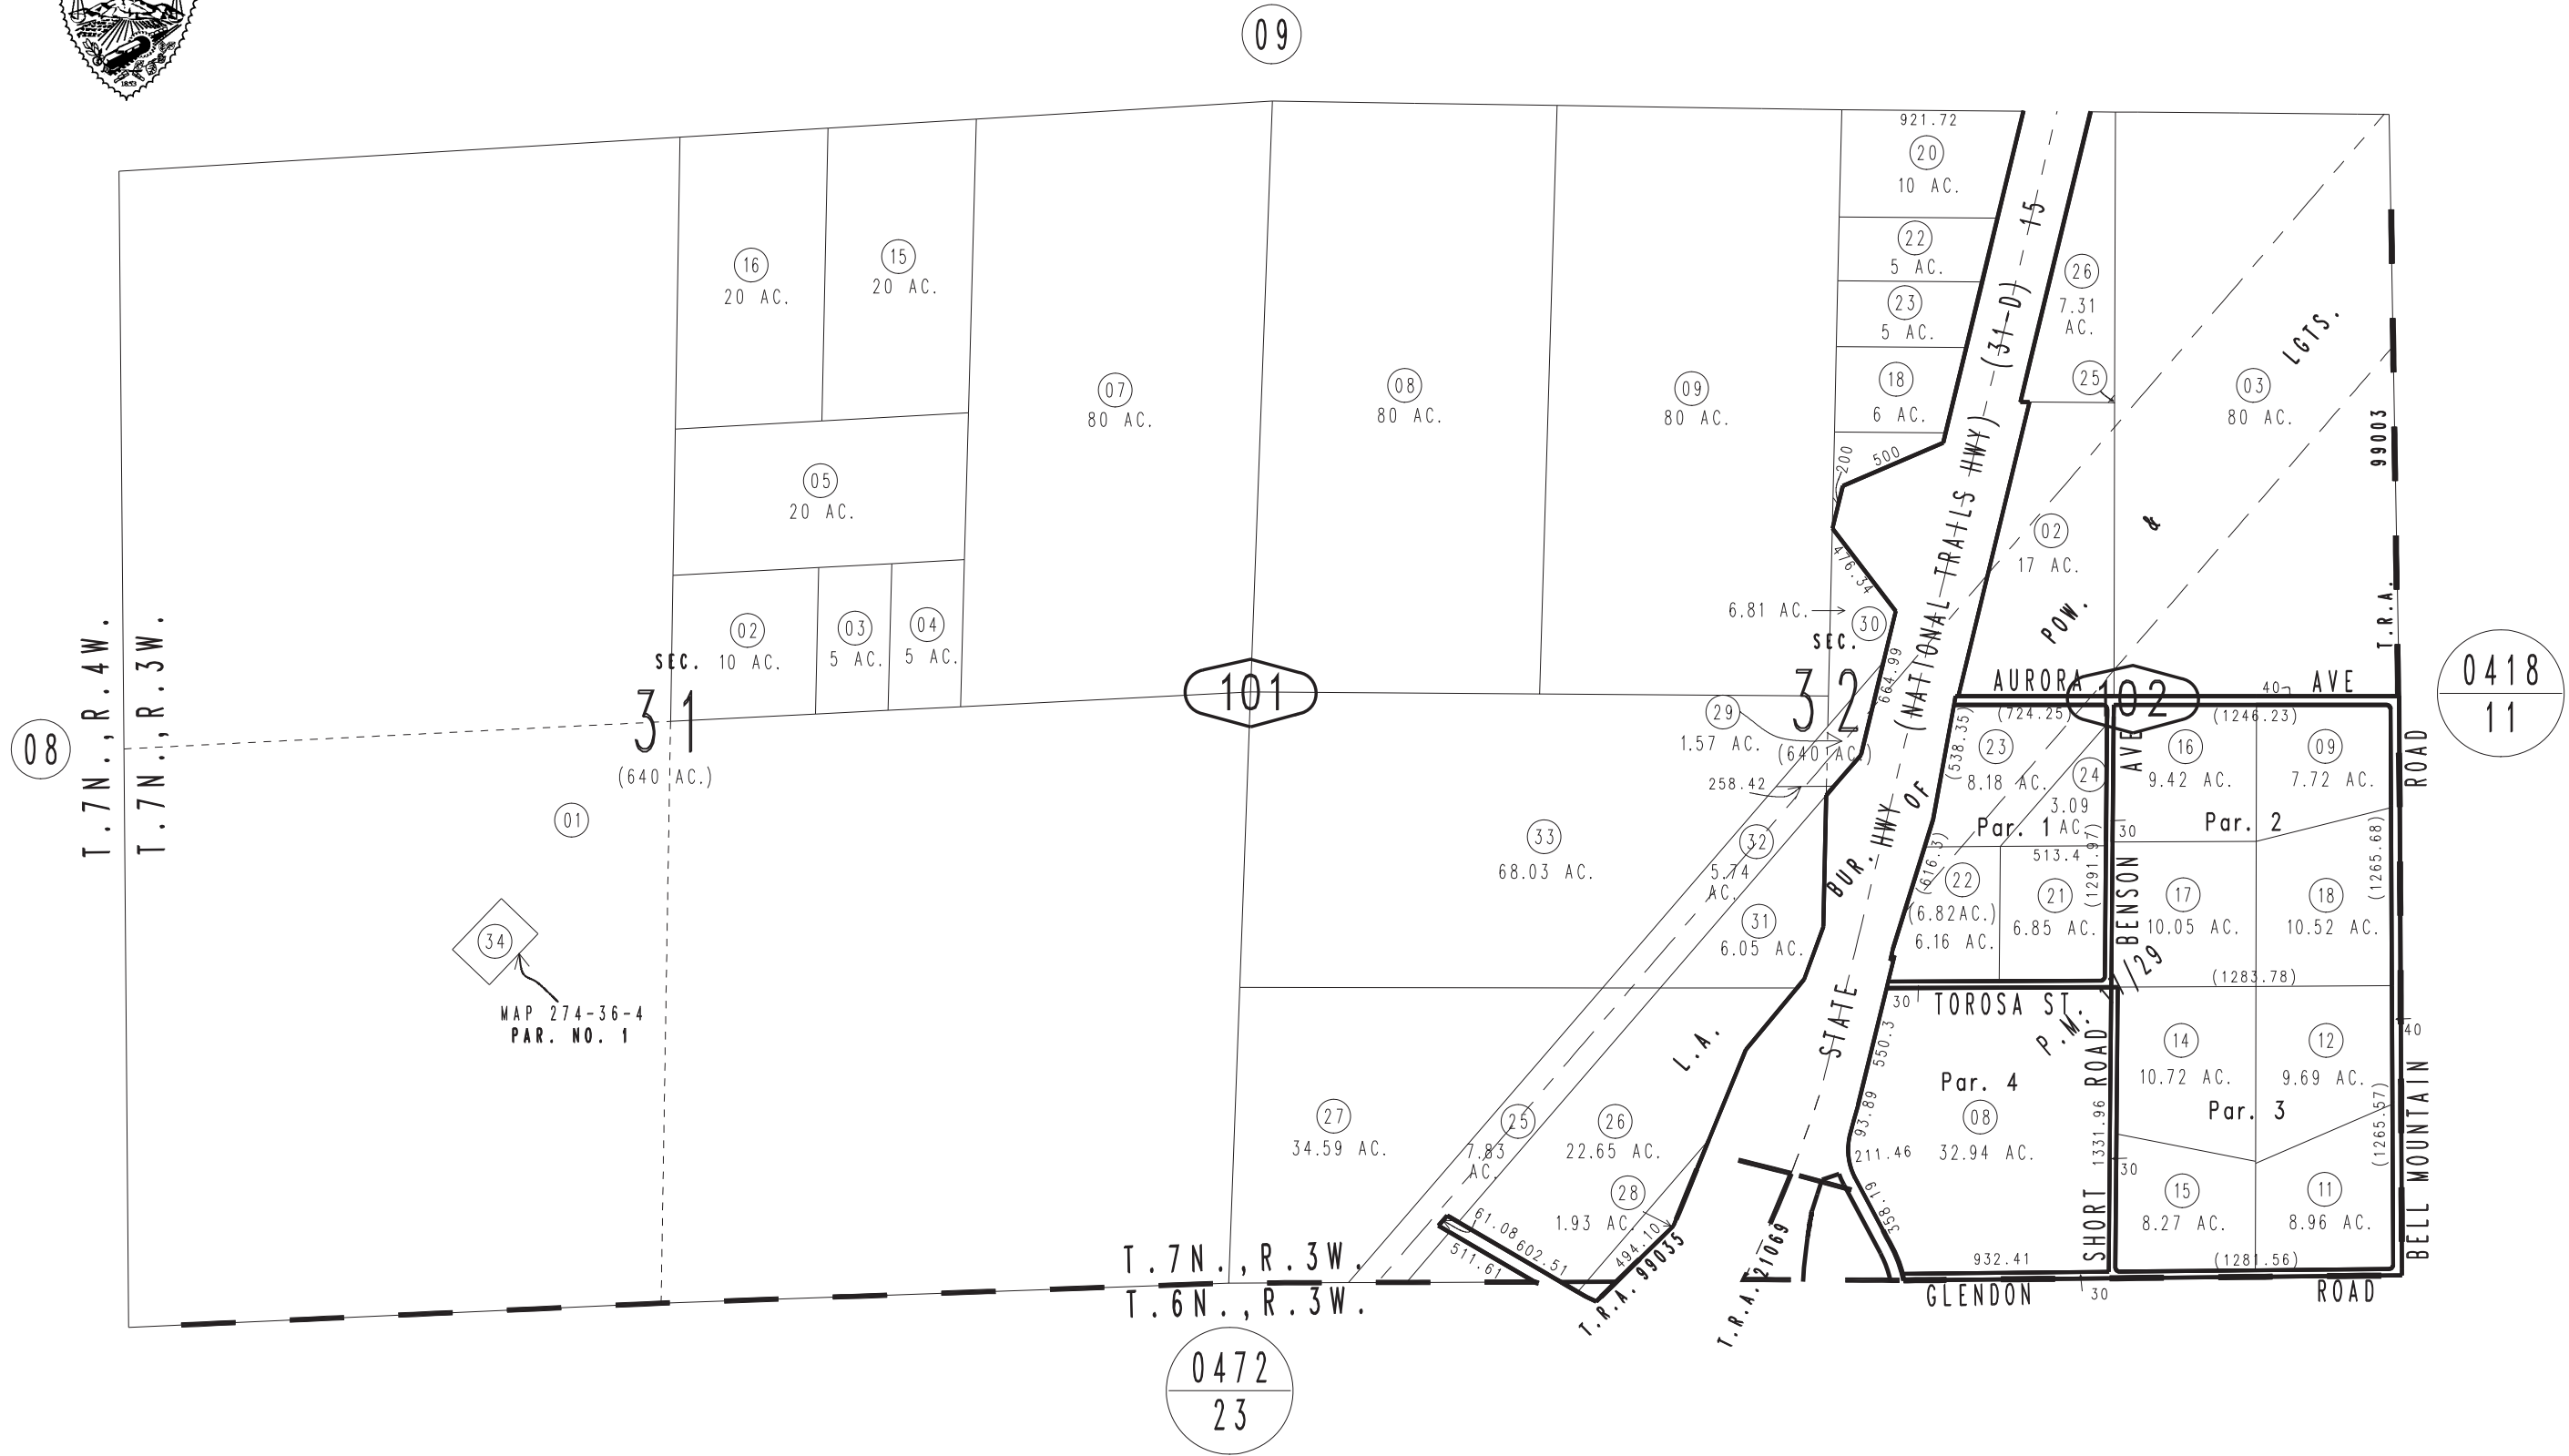 1853
09
921.72
20
10 AC.
22
5 AC.
23
5 AC.
18
6 AC.
16
20 AC.
15
20 AC.
05
20 AC.
02
10 AC.
03
5 AC.
04
5 AC.
07
80 AC.
08
80 AC.
09
80 AC.
200
500
476.34
6.81 AC.
30
664.99
STATE HWY (NATIONAL TRAILS HWY) (31-D) 15
26
7.31
AC.
25
03
80 AC.
02
17 AC.
L.A. BUR. OF POW. & LGTS.
T.R.A. 99003
T.7N.,R.4W.
T.7N.,R.3W.
08
SEC.
31
(640 AC.)
101
SEC.
32
(640 AC.)
29
1.57 AC.
258.42
01
34
MAP 274-36-4
PAR. NO. 1
33
68.03 AC.
32
5.74
AC.
31
6.05 AC.
27
34.59 AC.
25
7.83
AC.
26
22.65 AC.
28
1.93 AC.
61.08
602.51
511.61
494.10
T.R.A. 99035
T.R.A. 21069
T.7N.,R.3W.
T.6N.,R.3W.
0472
23
0418
11
AURORA AVE
102
40
(724.25)
(1246.23)
(538.35)
23
8.18 AC.
24
3.09
AC.
Par. 1
513.4
(616.3)
(1291.97)
22
(6.82AC.)
6.16 AC.
21
6.85 AC.
BENSON AVE
30
16
9.42 AC.
09
7.72 AC.
Par. 2
(1265.68)
17
10.05 AC.
18
10.52 AC.
(1283.78)
30
TOROSA ST.
P.M. 11/29
550.3
93.89
211.46
358.19
Par. 4
08
32.94 AC.
932.41
SHORT ROAD
1331.96
30
14
10.72 AC.
12
9.69 AC.
Par. 3
15
8.27 AC.
11
8.96 AC.
(1265.57)
(1281.56)
40
BELL MOUNTAIN ROAD
GLENDON ROAD
30